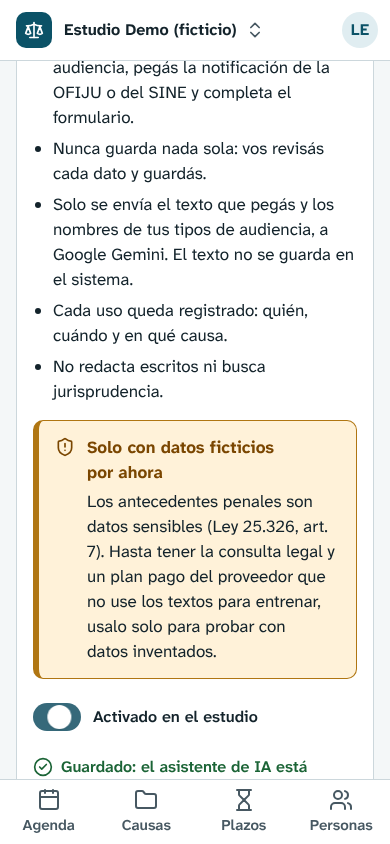 Estudio Demo (ficticio)
LE
audiencia, pegás la notificación de la
OFIJU o del SINE y completa el
formulario.
Nunca guarda nada sola: vos revisás
cada dato y guardás.
Solo se envía el texto que pegás y los
nombres de tus tipos de audiencia, a
Google Gemini. El texto no se guarda en
el sistema.
Cada uso queda registrado: quién,
cuándo y en qué causa.
No redacta escritos ni busca
jurisprudencia.
Solo con datos ficticios
por ahora
Los antecedentes penales son
datos sensibles (Ley 25.326, art.
7). Hasta tener la consulta legal y
un plan pago del proveedor que
no use los textos para entrenar,
usalo solo para probar con
datos inventados.
Activado en el estudio
Guardado: el asistente de IA está
Agenda
Causas
Plazos
Personas